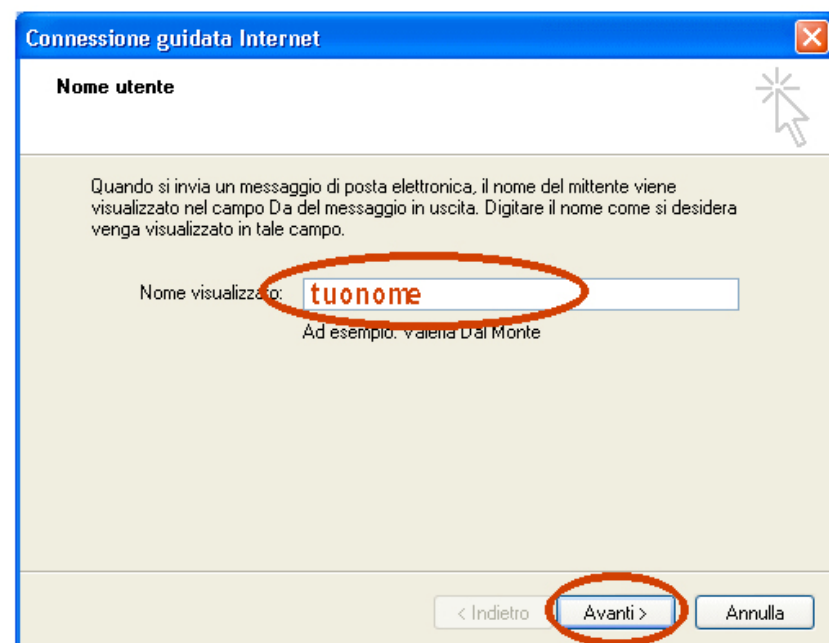 Connessione guidata Internet
Nome utente
Quando si invia un messaggio di posta elettronica, il nome del mittente viene
visualizzato nel campo Da del messaggio in uscita. Digitare il nome come si desidera
venga visualizzato in tale campo.
Nome visualizzato: tuonome
Ad esempio: Valeria Dal Monte
< Indietro Avanti > Annulla